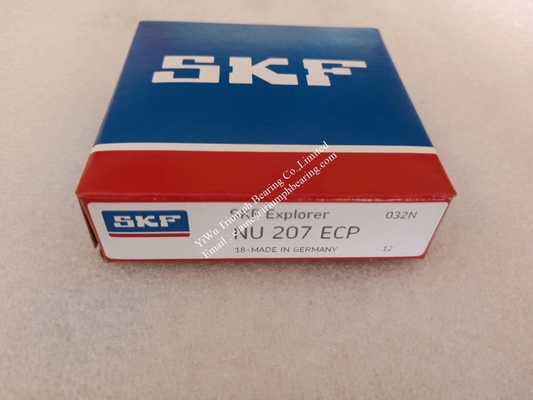 SKF
SKF
SKF Explorer 032N
NU 207 ECP
18-MADE IN GERMANY 12
YiWu Triumph Bearing Co.,Limited